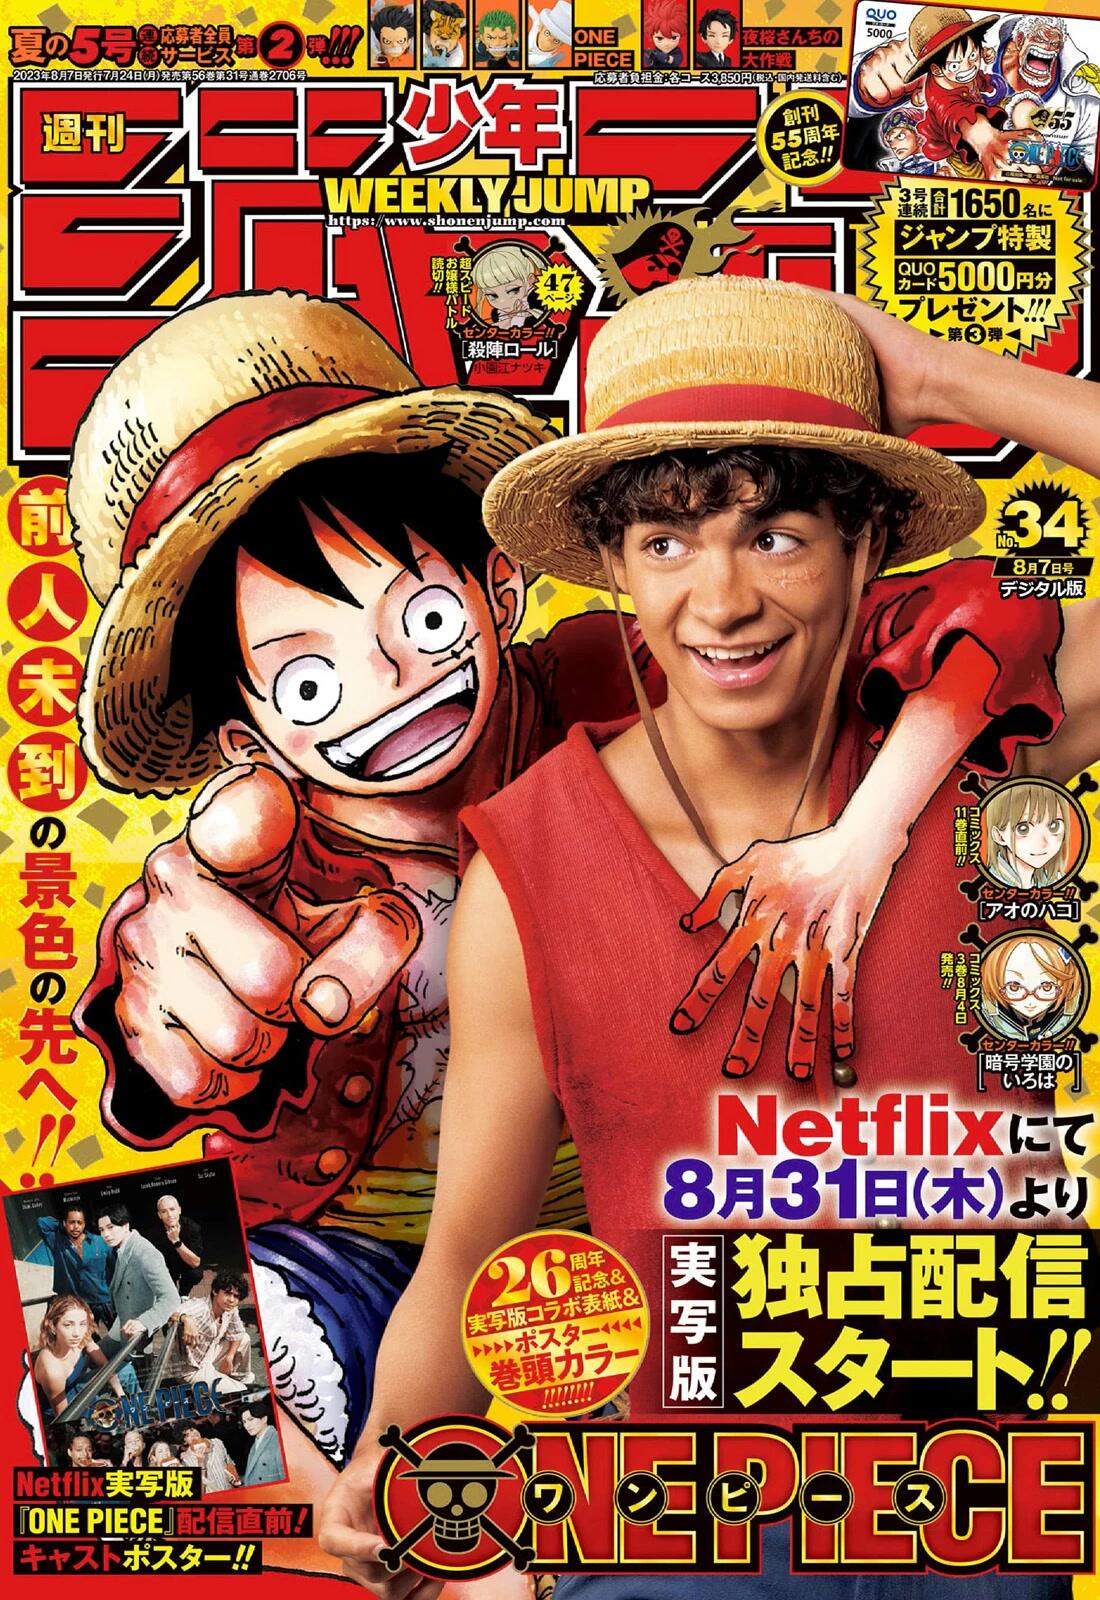 夏の5号連続応募者全員サービス第2弾!!!
ONE PIECE
夜桜さんちの大作戦
応募者負担金:各コース3,850円(税込・国内発送料含む)
2023年8月7日発行7月24日(月)発売第56巻第31号通巻2706号
QUO
5000
55
ONE PIECE
Not for sale
週刊
少年
ジャンプ
WEEKLY JUMP
https://www.shonenjump.com
創刊
55周年
記念!!
3号連続合計1650名に
ジャンプ特製
QUOカード5000円分
プレゼント!!!
第3弾
超スピード
お嬢様バトル
読切!!
47ページ
センターカラー!!
[殺陣ロール]
小園江ナツキ
No.34
8月7日号
デジタル版
前人未到の景色の先へ!!
コミックス
11巻直前!!
センターカラー!!
[アオのハコ]
コミックス
3巻8月4日
発売!!
センターカラー!!
[暗号学園の
いろは]
Netflixにて
8月31日(木)より
実写版
独占配信
スタート!!
26周年
記念&
実写版コラボ表紙&
ポスター
巻頭カラー
!!!!!!!!
Emily Rudd
ONE PIECE
Netflix実写版
『ONE PIECE』配信直前!
キャストポスター!!
ONE PIECE
ワンピース